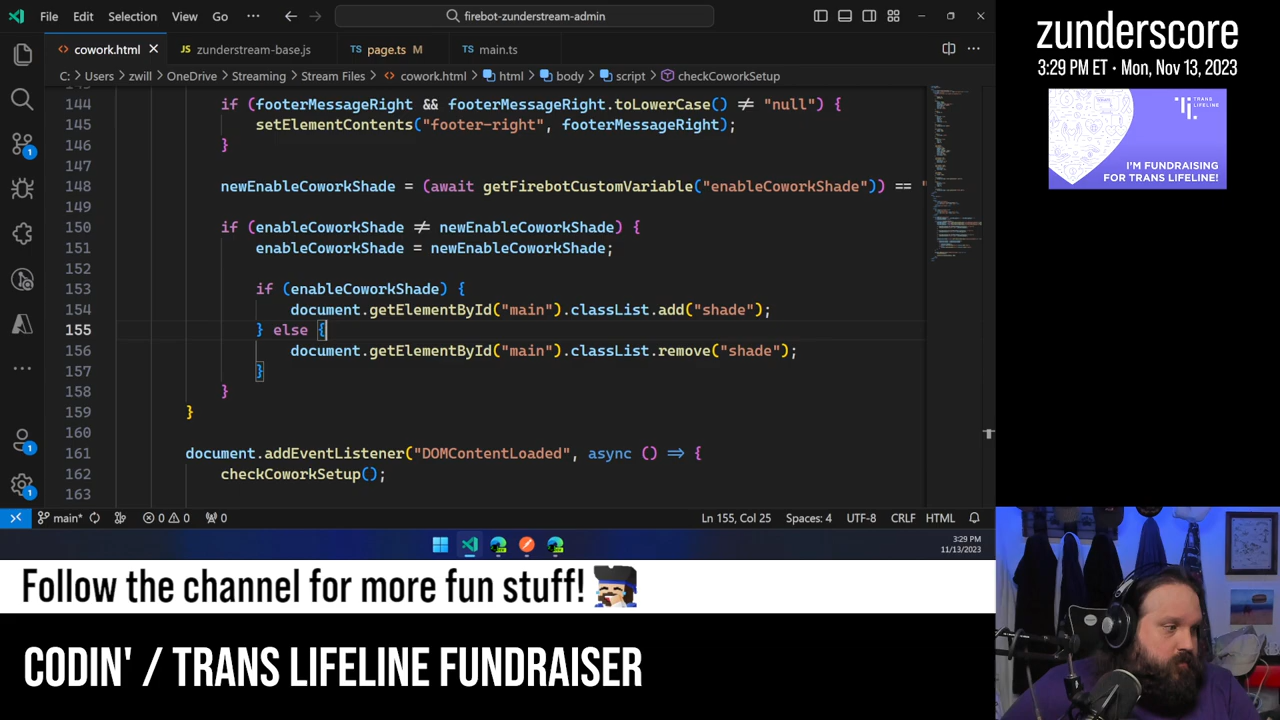 File Edit Selection View Go ··· firebot-zunderstream-admin
cowork.html zunderstream-base.js page.ts M main.ts
C: > Users > zwill > OneDrive > Streaming > Stream Files > cowork.html > html > body > script > checkCoworkSetup
144 if (footerMessageRight && footerMessageRight.toLowerCase() ≠ "null") {
145 setElementContents("footer-right", footerMessageRight);
146 }
147
148 newEnableCoworkShade = (await getFirebotCustomVariable("enableCoworkShade")) == "
149
150 if (enableCoworkShade ≠ newEnableCoworkShade) {
151 enableCoworkShade = newEnableCoworkShade;
152
153 if (enableCoworkShade) {
154 document.getElementById("main").classList.add("shade");
155 } else {
156 document.getElementById("main").classList.remove("shade");
157 }
158 }
159 }
160
161 document.addEventListener("DOMContentLoaded", async () ⇒ {
162 checkCoworkSetup();
163
main* 0 0 0 Ln 155, Col 25 Spaces: 4 UTF-8 CRLF HTML
3:29 PM
11/13/2023
Follow the channel for more fun stuff!
CODIN' / TRANS LIFELINE FUNDRAISER
zunderscore
3:29 PM ET • Mon, Nov 13, 2023
TRANS
LIFELINE
I'M FUNDRAISING
FOR TRANS LIFELINE!